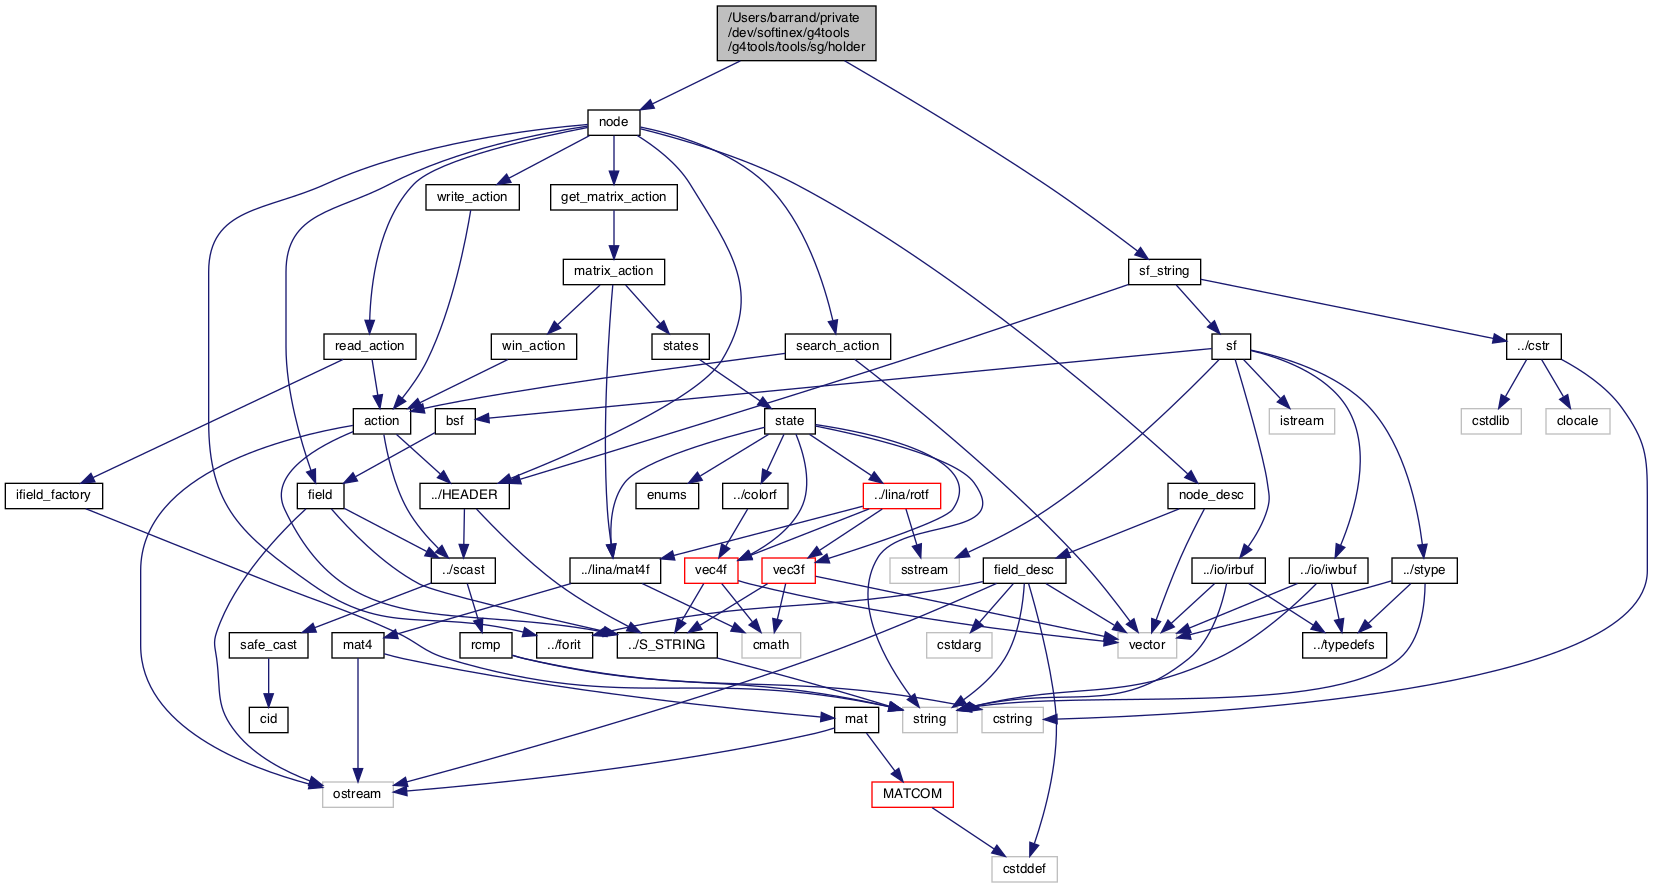 /Users/barrand/private
/dev/softinex/g4tools
/g4tools/tools/sg/holder
node
write_action
get_matrix_action
matrix_action
sf_string
read_action
win_action
states
search_action
sf
../cstr
action
bsf
state
istream
cstdlib
clocale
ifield_factory
field
../HEADER
enums
../colorf
../lina/rotf
node_desc
../scast
../lina/mat4f
vec4f
vec3f
sstream
field_desc
../io/irbuf
../io/iwbuf
../stype
safe_cast
mat4
rcmp
../forit
../S_STRING
cmath
cstdarg
vector
../typedefs
cid
mat
string
cstring
ostream
MATCOM
cstddef